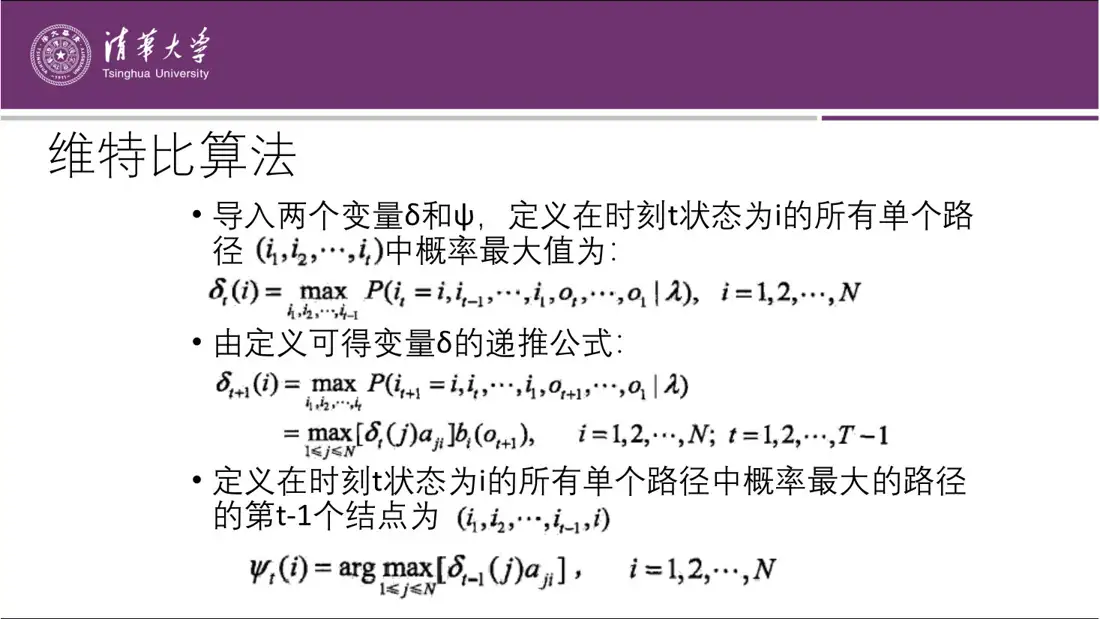 清华大学
Tsinghua University
维特比算法
• 导入两个变量δ和ψ，定义在时刻t状态为i的所有单个路
径 (i₁,i₂,⋯,iₜ)中概率最大值为：
δₜ(i) = max P(iₜ = i,iₜ₋₁,⋯,i₁,oₜ,⋯,o₁ | λ), i = 1,2,⋯,N
i₁,i₂,⋯,iₜ₋₁
• 由定义可得变量δ的递推公式：
δₜ₊₁(i) = max P(iₜ₊₁ = i,iₜ,⋯,i₁,oₜ₊₁,⋯,o₁ | λ)
i₁,i₂,⋯,iₜ
= max[δₜ(j)aⱼᵢ]bᵢ(oₜ₊₁), i = 1,2,⋯,N; t = 1,2,⋯,T−1
1≤j≤N
• 定义在时刻t状态为i的所有单个路径中概率最大的路径
的第t-1个结点为 (i₁,i₂,⋯,iₜ₋₁,i)
ψₜ(i) = arg max[δₜ₋₁(j)aⱼᵢ], i = 1,2,⋯,N
1≤j≤N